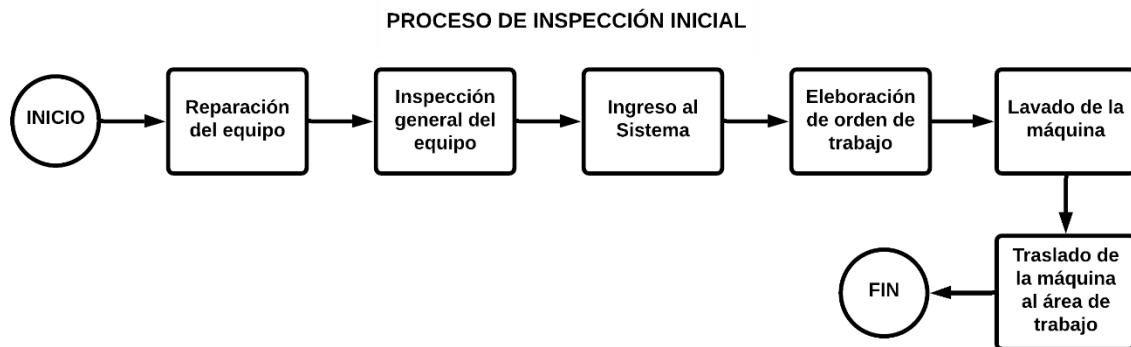 PROCESO DE INSPECCIÓN INICIAL
INICIO
Reparación
del equipo
Inspección
general del
equipo
Ingreso al
Sistema
Eleboración
de orden de
trabajo
Lavado de la
máquina
Traslado de
la máquina
al área de
trabajo
FIN